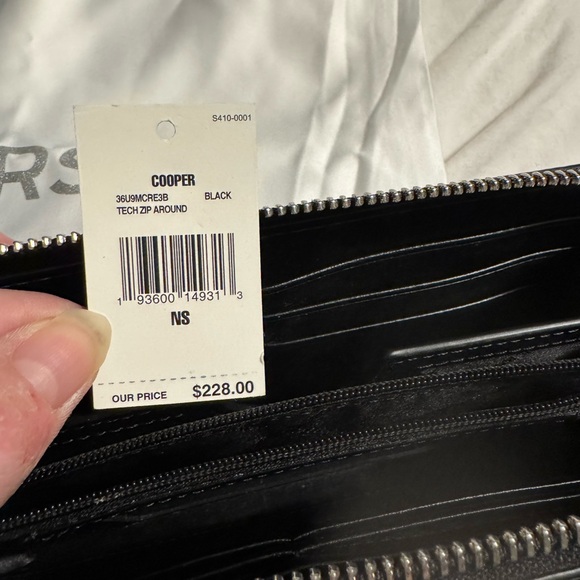 S410-0001
COOPER
36U9MCRE3B BLACK
TECH ZIP AROUND
1 93600 14931 3
NS
OUR PRICE $228.00
RS